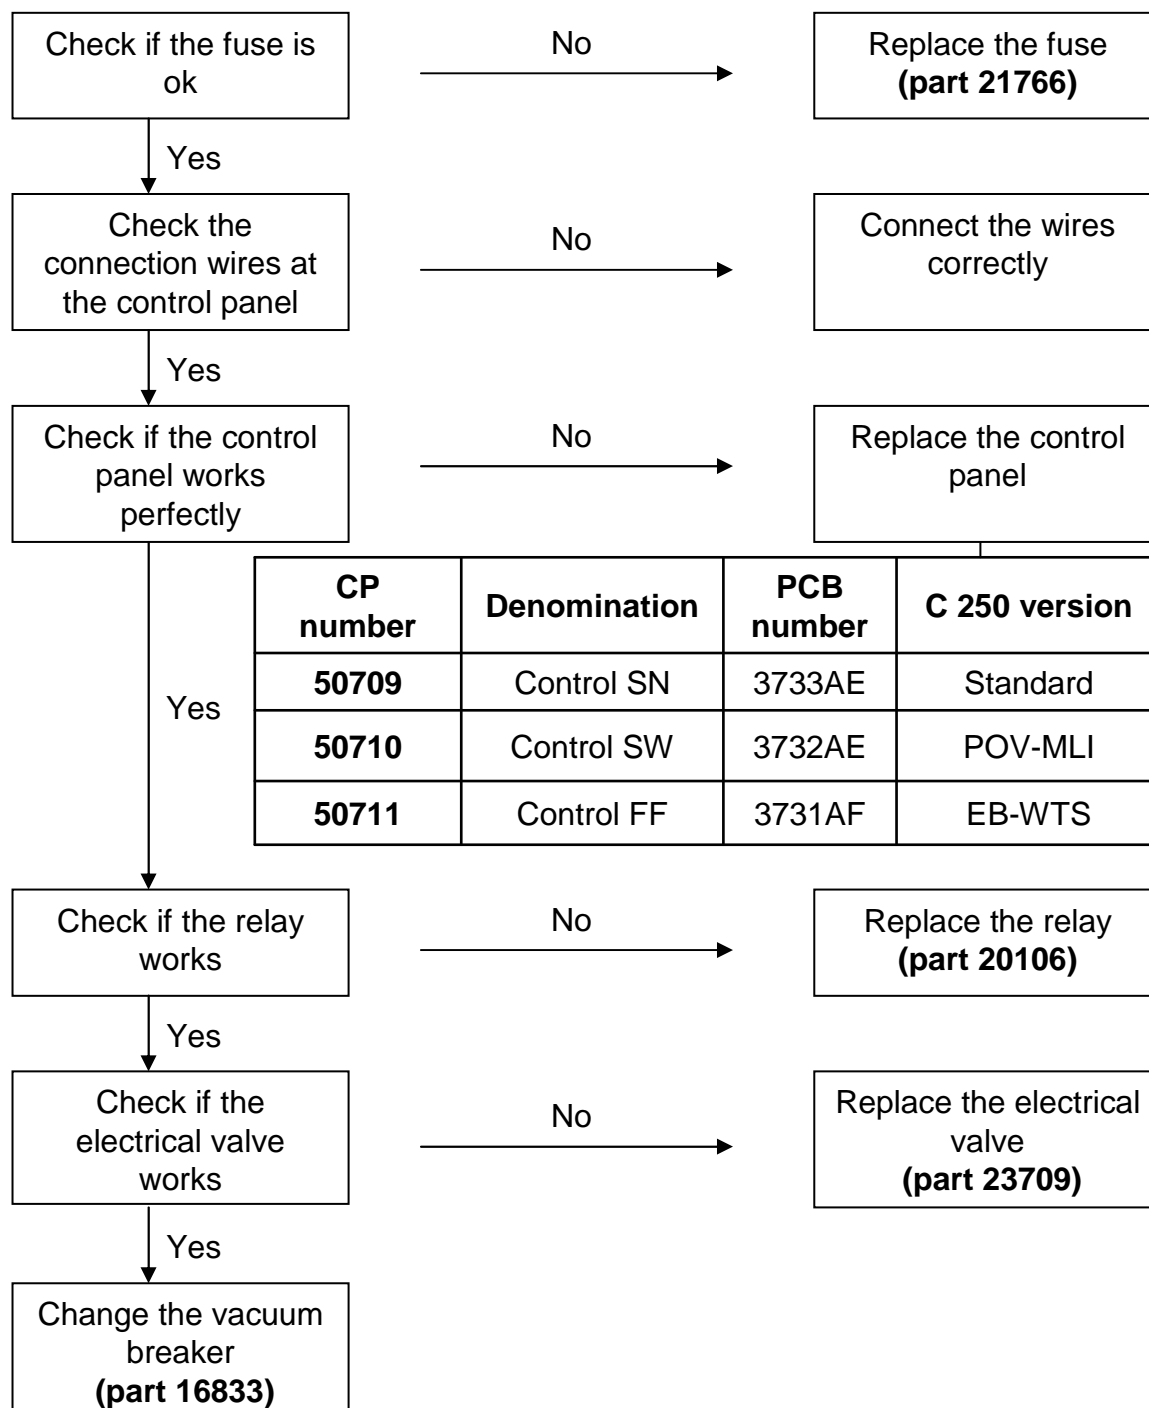 Check if the fuse is
ok
No
Replace the fuse
(part 21766)
Yes
Check the
connection wires at
the control panel
No
Connect the wires
correctly
Yes
Check if the control
panel works
perfectly
No
Replace the control
panel
Yes
CP
number
Denomination
PCB
number
C 250 version
50709
Control SN
3733AE
Standard
50710
Control SW
3732AE
POV-MLI
50711
Control FF
3731AF
EB-WTS
Check if the relay
works
No
Replace the relay
(part 20106)
Yes
Check if the
electrical valve
works
No
Replace the electrical
valve
(part 23709)
Yes
Change the vacuum
breaker
(part 16833)